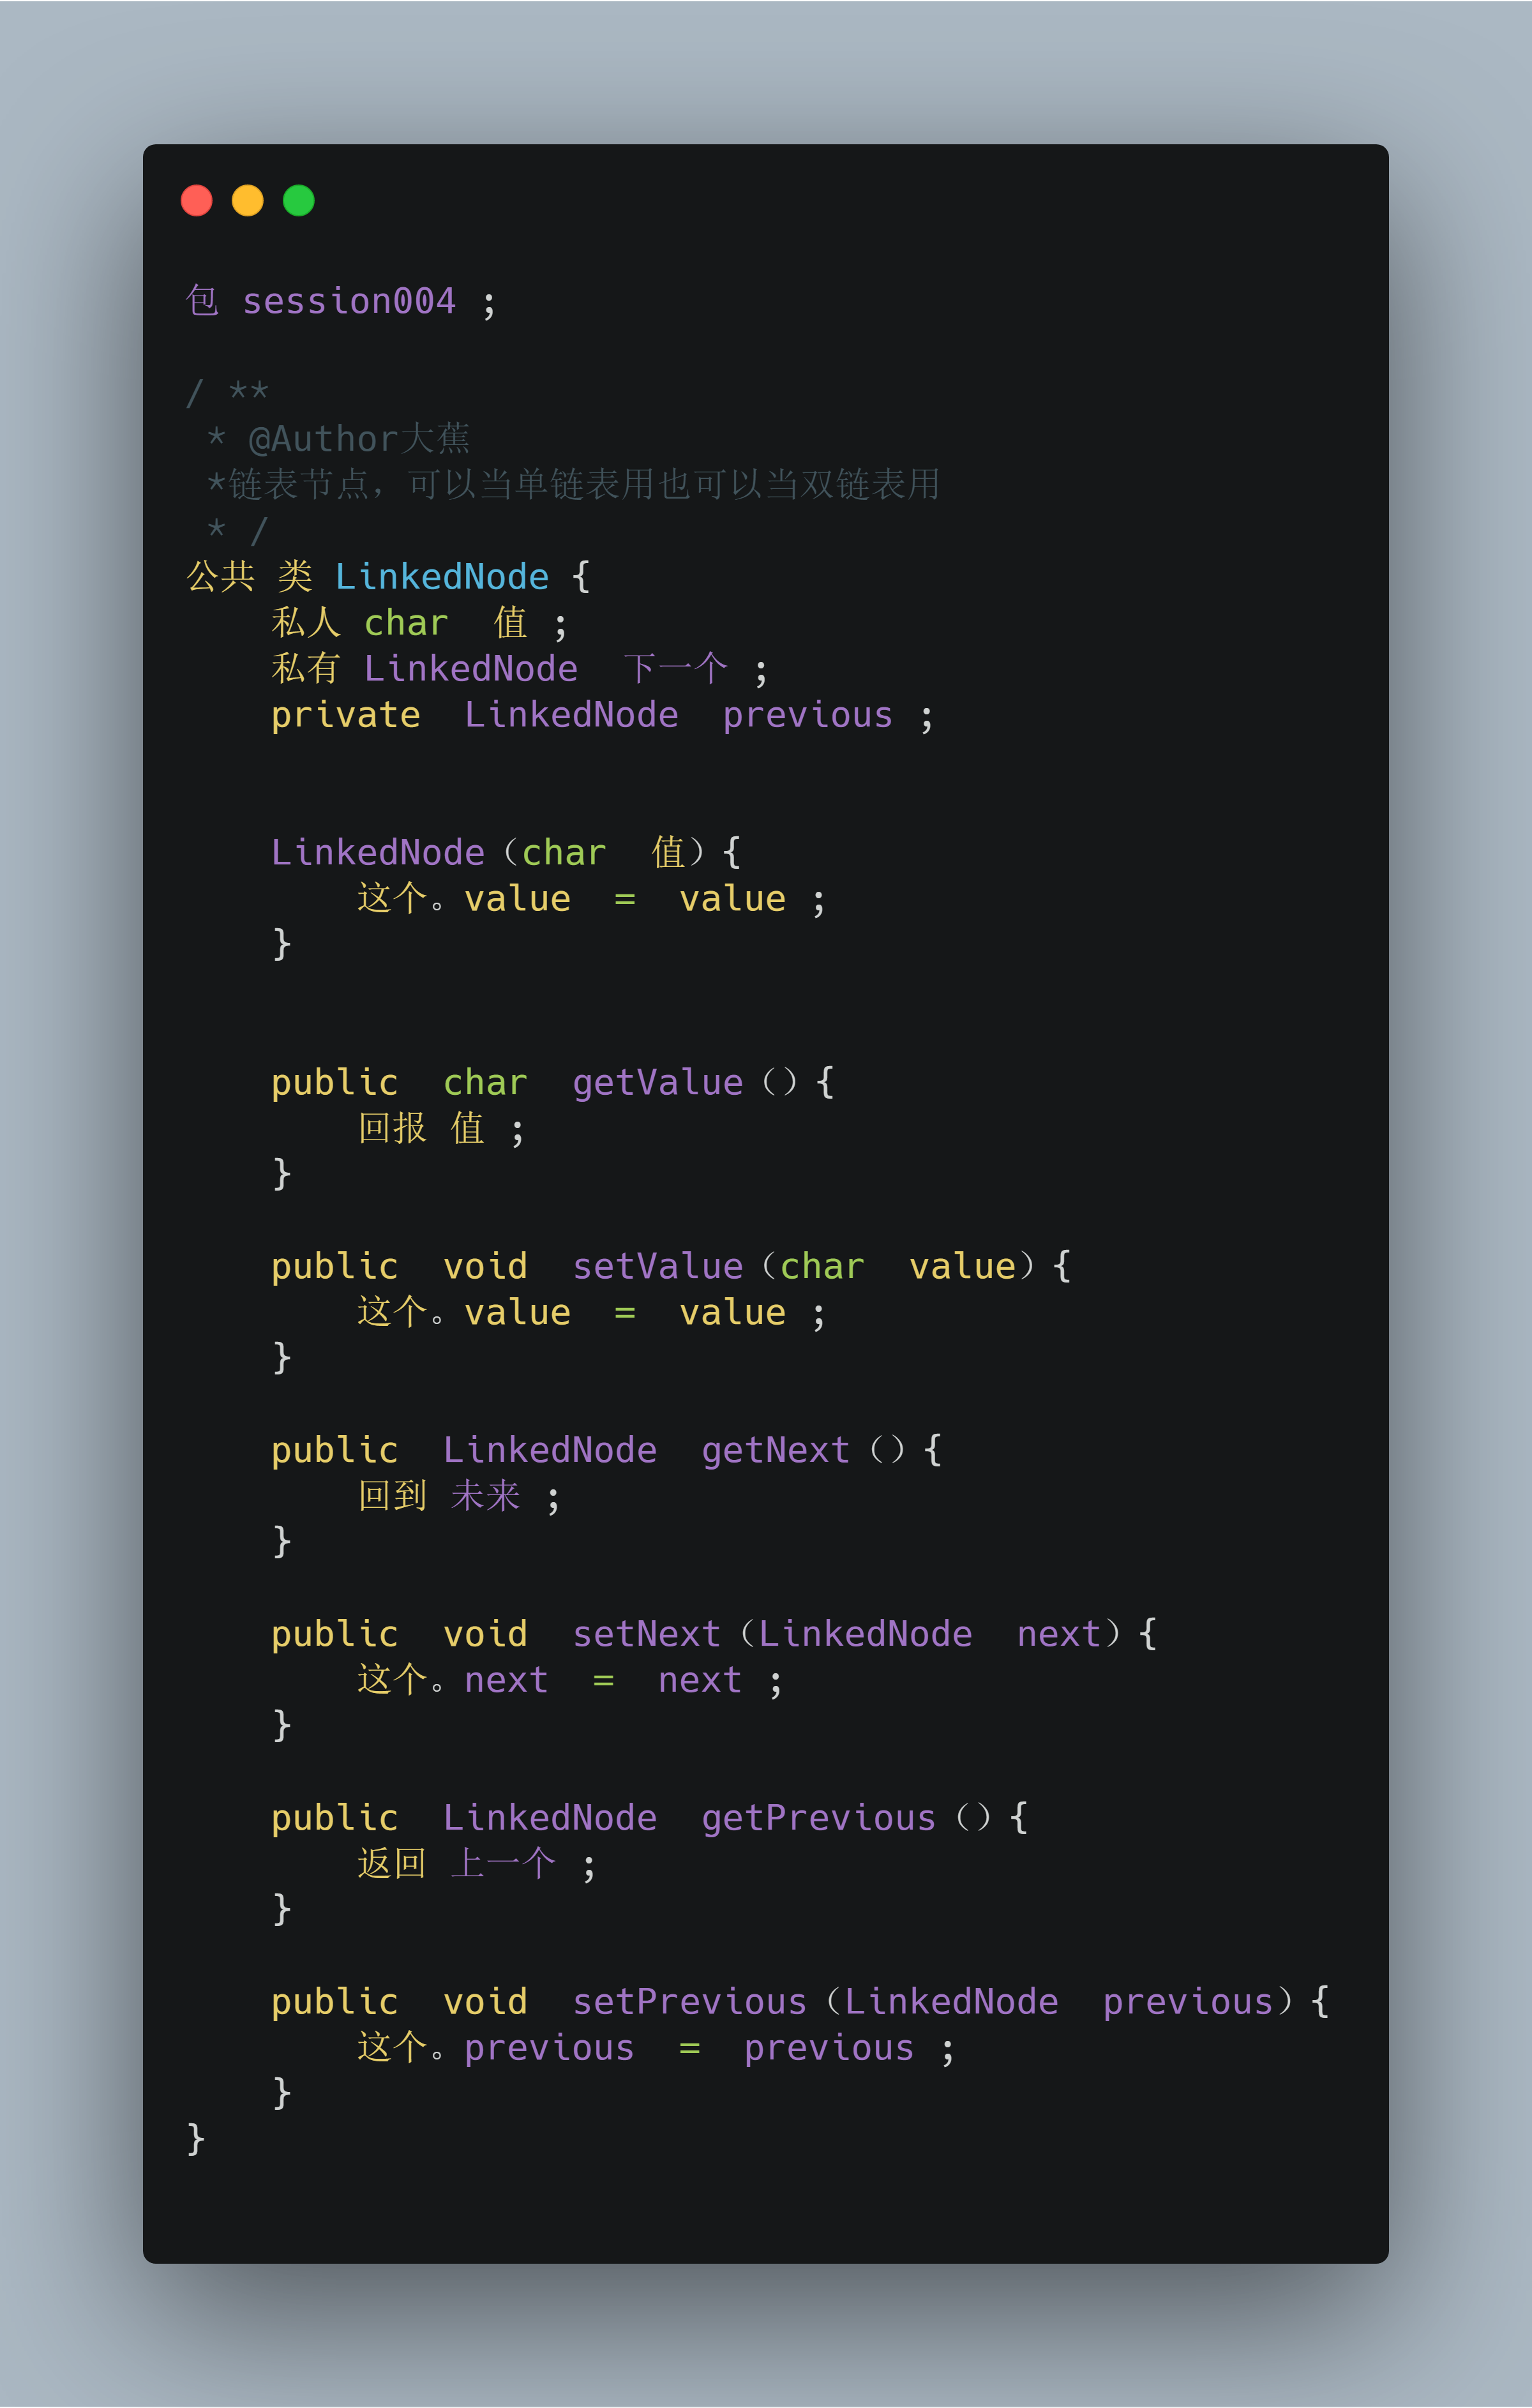 包 session004 ;
/ **
* @Author大蕉
*链表节点，可以当单链表用也可以当双链表用
* /
公共 类 LinkedNode {
私人 char 值 ;
私有 LinkedNode 下一个 ;
private LinkedNode previous ;
LinkedNode（char 值）{
这个。value = value ;
}
public char getValue（）{
回报 值 ;
}
public void setValue（char value）{
这个。value = value ;
}
public LinkedNode getNext（）{
回到 未来 ;
}
public void setNext（LinkedNode next）{
这个。next = next ;
}
public LinkedNode getPrevious（）{
返回 上一个 ;
}
public void setPrevious（LinkedNode previous）{
这个。previous = previous ;
}
}